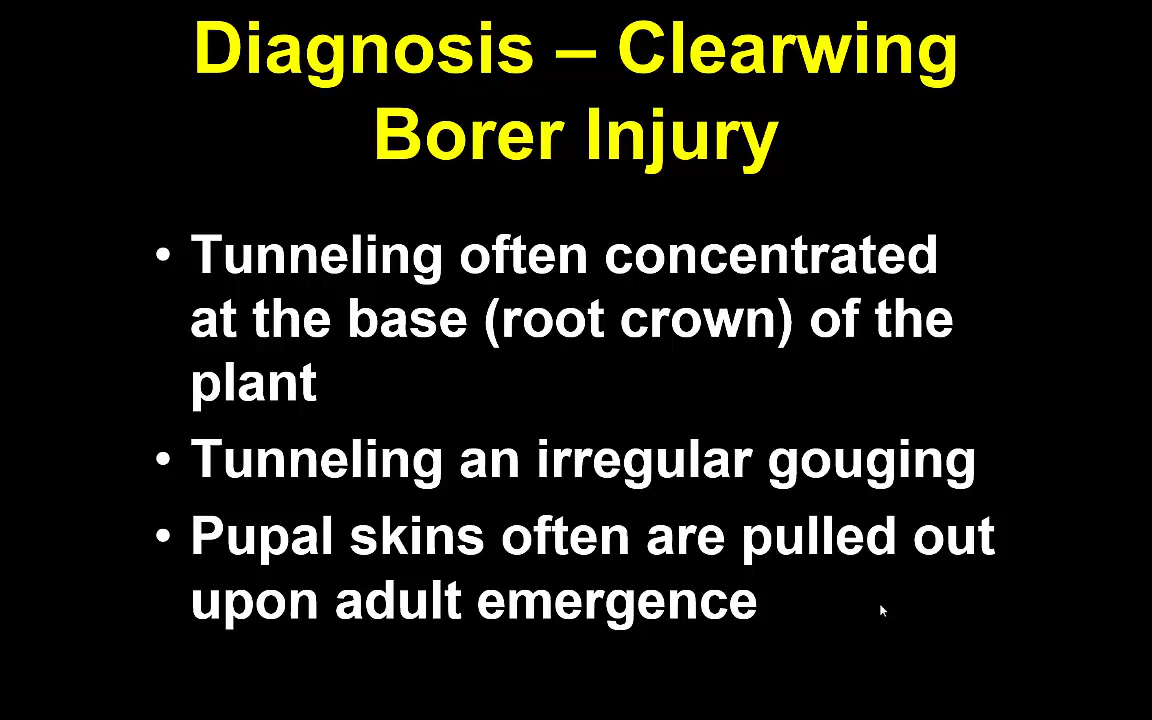 Diagnosis – Clearwing
Borer Injury
• Tunneling often concentrated
at the base (root crown) of the
plant
• Tunneling an irregular gouging
• Pupal skins often are pulled out
upon adult emergence